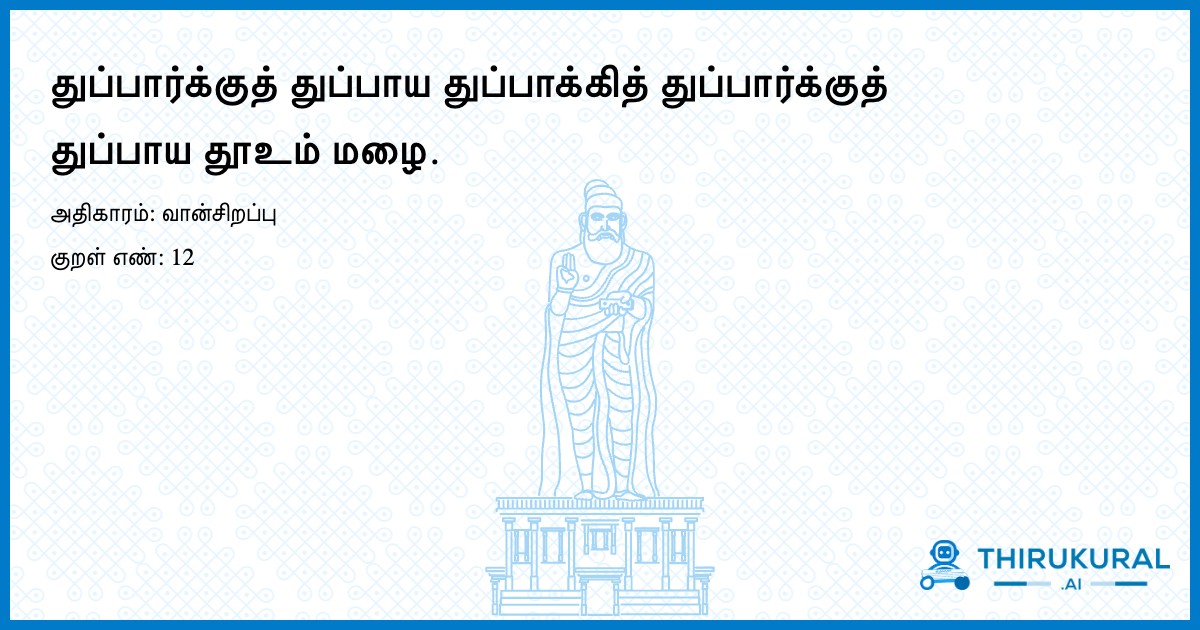 துப்பார்க்குத் துப்பாய துப்பாக்கித் துப்பார்க்குத்
துப்பாய தூஉம் மழை.
அதிகாரம்: வான்சிறப்பு
குறள் எண்: 12
THIRUKURAL
.AI